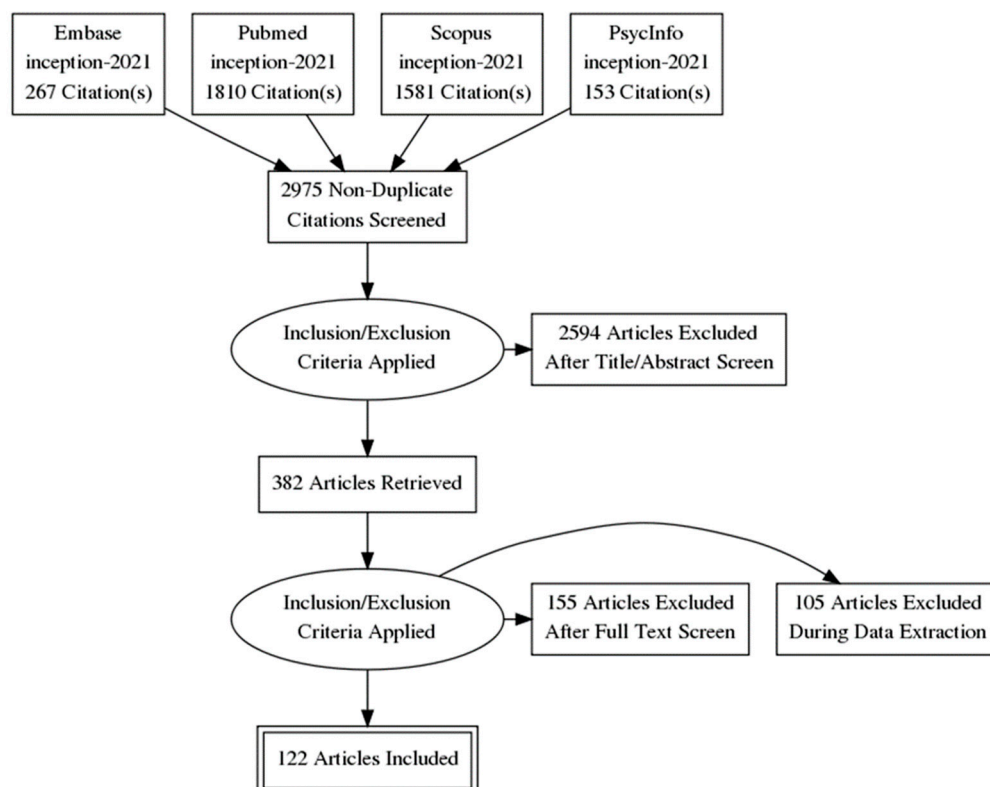 Embase
inception-2021
267 Citation(s)
Pubmed
inception-2021
1810 Citation(s)
Scopus
inception-2021
1581 Citation(s)
PsycInfo
inception-2021
153 Citation(s)
2975 Non-Duplicate
Citations Screened
Inclusion/Exclusion
Criteria Applied
2594 Articles Excluded
After Title/Abstract Screen
382 Articles Retrieved
Inclusion/Exclusion
Criteria Applied
155 Articles Excluded
After Full Text Screen
105 Articles Excluded
During Data Extraction
122 Articles Included